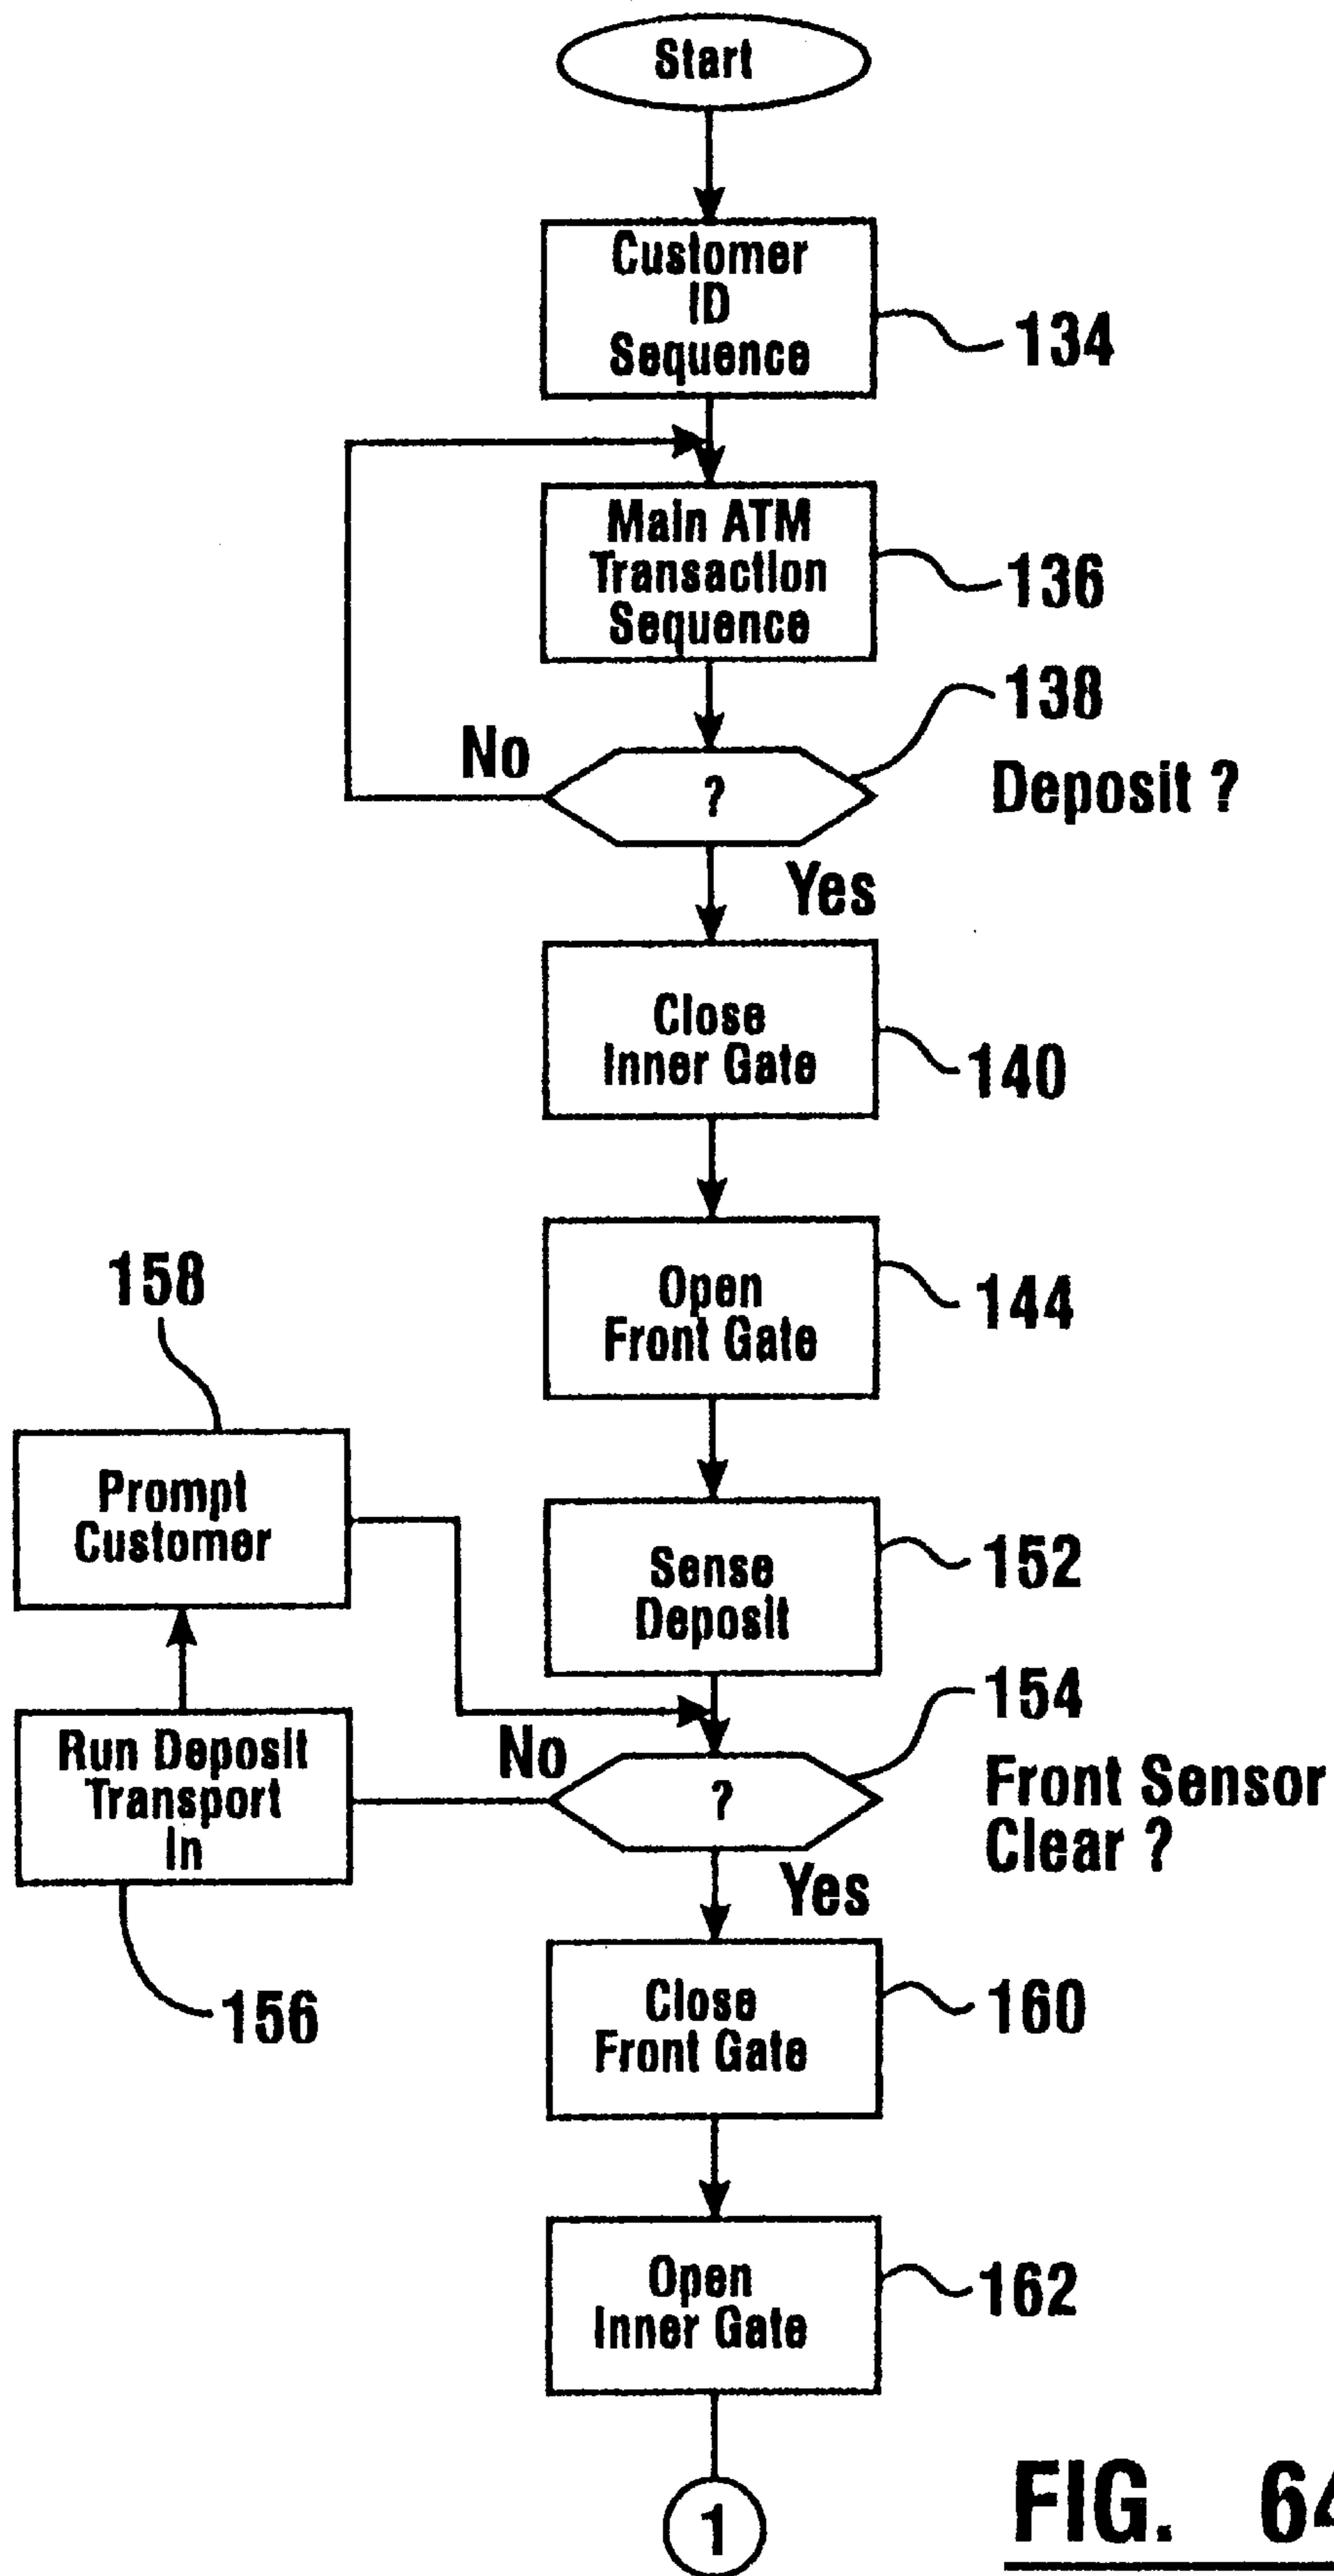 Start
Customer
ID
Sequence
134
Main ATM
Transaction
Sequence
136
138
No
?
Deposit ?
Yes
Close
Inner Gate
140
Open
Front Gate
144
158
Prompt
Customer
Sense
Deposit
152
154
Run Deposit
Transport
In
No
?
Front Sensor
Clear ?
Yes
156
Close
Front Gate
160
Open
Inner Gate
162
1
FIG. 64